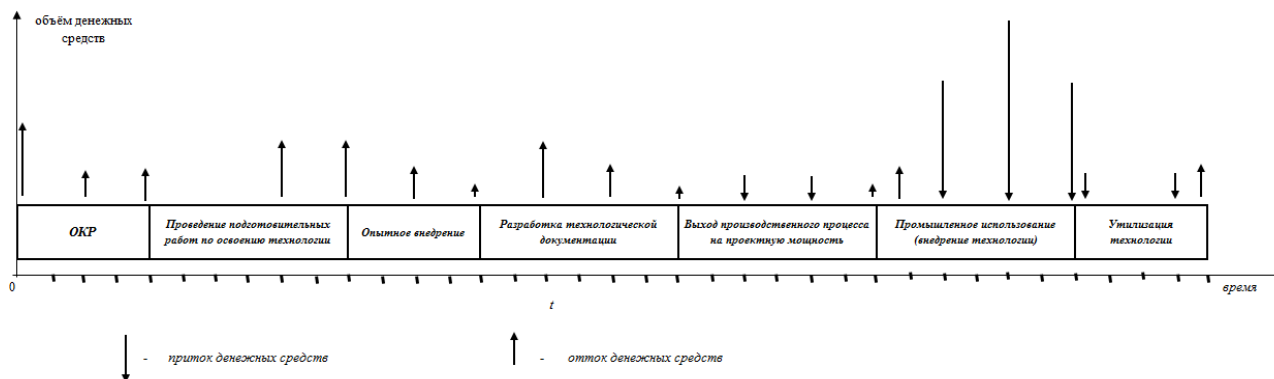 объём денежных
средств
ОКР
Проведение подготовительных
работ по освоению технологии
Опытное внедрение
Разработка технологической
документации
Выход производственного процесса
на проектную мощность
Промышленное использование
(внедрение технологии)
Утилизация
технологии
0
t
время
- приток денежных средств
- отток денежных средств